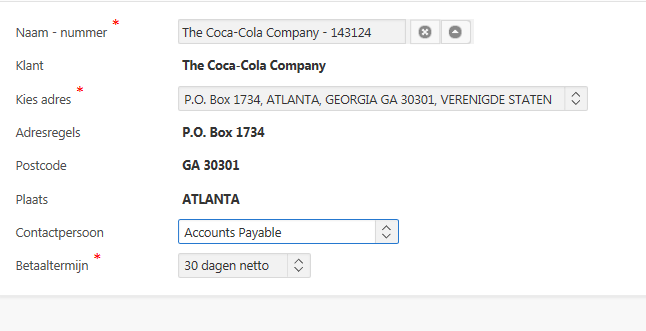 Naam - nummer * The Coca-Cola Company - 143124
Klant The Coca-Cola Company
Kies adres * P.O. Box 1734, ATLANTA, GEORGIA GA 30301, VERENIGDE STATEN
Adresregels P.O. Box 1734
Postcode GA 30301
Plaats ATLANTA
Contactpersoon Accounts Payable
Betaaltermijn * 30 dagen netto